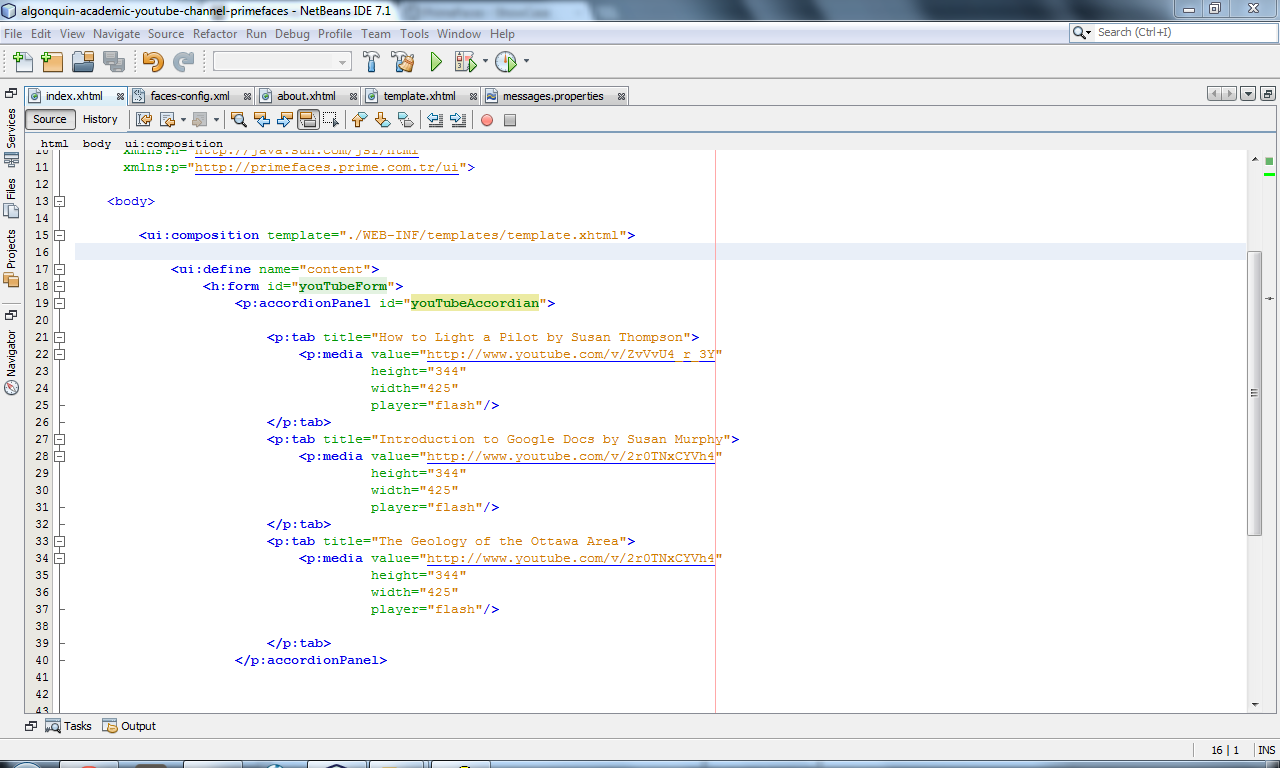 algonquin-academic-youtube-channel-primefaces - NetBeans IDE 7.1
File Edit View Navigate Source Refactor Run Debug Profile Team Tools Window Help
Search (Ctrl+I)
index.xhtml faces-config.xml about.xhtml template.xhtml messages.properties
Source History
html body ui:composition
Services
Files
Projects
Navigator
10 xmlns:h="http://java.sun.com/jsf/html"
11 xmlns:p="http://primefaces.prime.com.tr/ui">
12
13 <body>
14
15 <ui:composition template="./WEB-INF/templates/template.xhtml">
16
17 <ui:define name="content">
18 <h:form id="youTubeForm">
19 <p:accordionPanel id="youTubeAccordian">
20
21 <p:tab title="How to Light a Pilot by Susan Thompson">
22 <p:media value="http://www.youtube.com/v/ZvVvU4_r_3Y"
23 height="344"
24 width="425"
25 player="flash"/>
26 </p:tab>
27 <p:tab title="Introduction to Google Docs by Susan Murphy">
28 <p:media value="http://www.youtube.com/v/2r0TNxCYVh4"
29 height="344"
30 width="425"
31 player="flash"/>
32 </p:tab>
33 <p:tab title="The Geology of the Ottawa Area">
34 <p:media value="http://www.youtube.com/v/2r0TNxCYVh4"
35 height="344"
36 width="425"
37 player="flash"/>
38
39 </p:tab>
40 </p:accordionPanel>
41
42
43
Tasks Output
16 | 1 INS